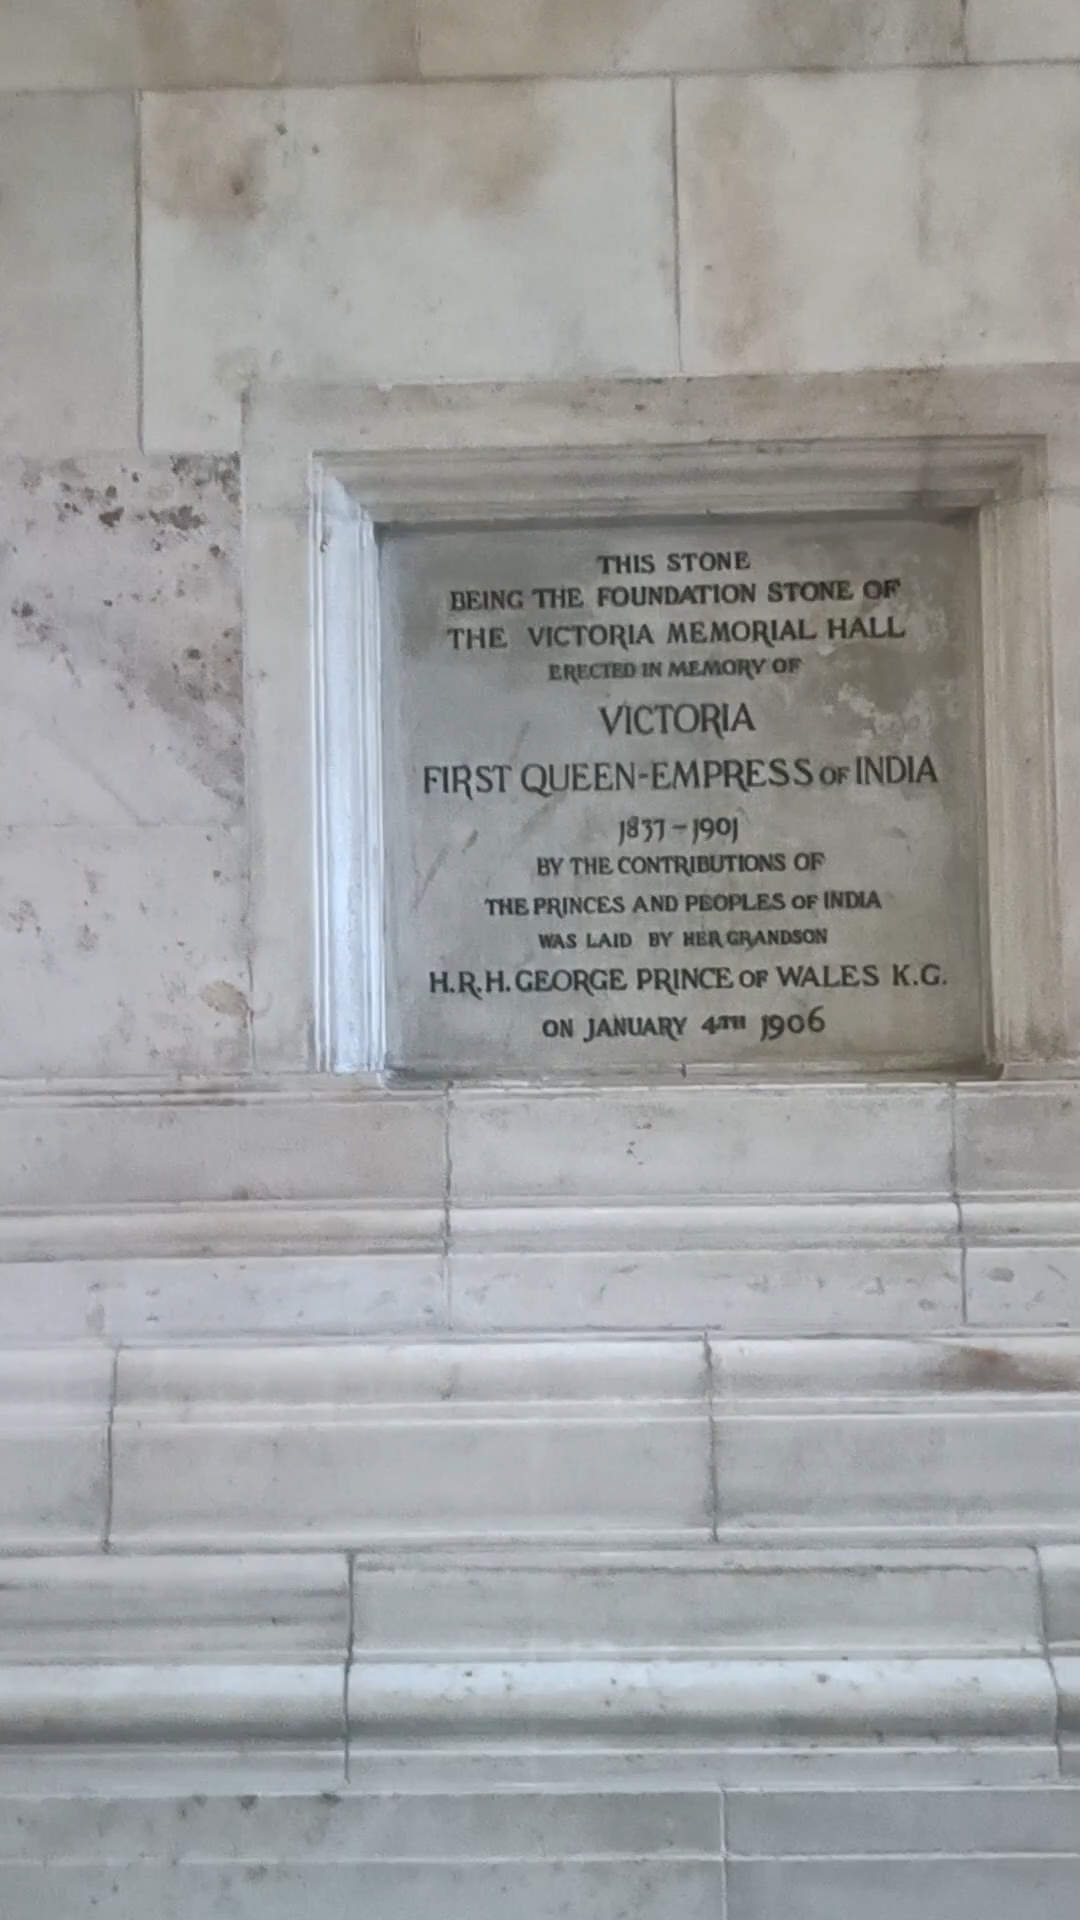 THIS STONE
BEING THE FOUNDATION STONE OF
THE VICTORIA MEMORIAL HALL
ERECTED IN MEMORY OF
VICTORIA
FIRST QUEEN-EMPRESS OF INDIA
1837 – 1901
BY THE CONTRIBUTIONS OF
THE PRINCES AND PEOPLES OF INDIA
WAS LAID BY HER GRANDSON
H.R.H. GEORGE PRINCE OF WALES K.G.
ON JANUARY 4TH 1906